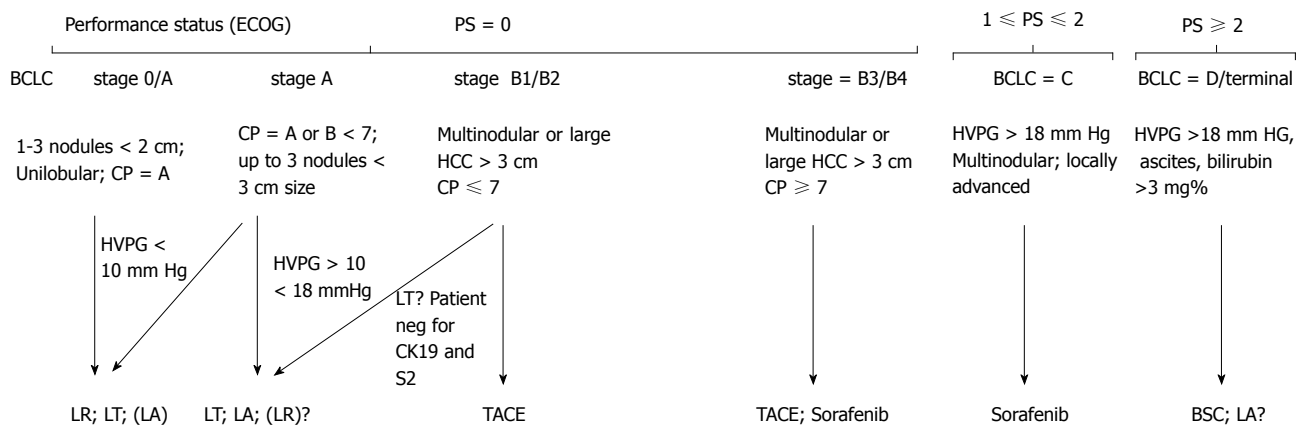 Performance status (ECOG)
PS = 0
1 ≤ PS ≤ 2
PS ≥ 2
BCLC
stage 0/A
stage A
stage B1/B2
stage = B3/B4
BCLC = C
BCLC = D/terminal
1-3 nodules < 2 cm;
Unilobular; CP = A
CP = A or B < 7;
up to 3 nodules <
3 cm size
Multinodular or large
HCC > 3 cm
CP ≤ 7
Multinodular or
large HCC > 3 cm
CP ≥ 7
HVPG > 18 mm Hg
Multinodular; locally
advanced
HVPG >18 mm HG,
ascites, bilirubin
>3 mg%
HVPG <
10 mm Hg
HVPG > 10
< 18 mmHg
LT? Patient
neg for
CK19 and
S2
LR; LT; (LA)
LT; LA; (LR)?
TACE
TACE; Sorafenib
Sorafenib
BSC; LA?